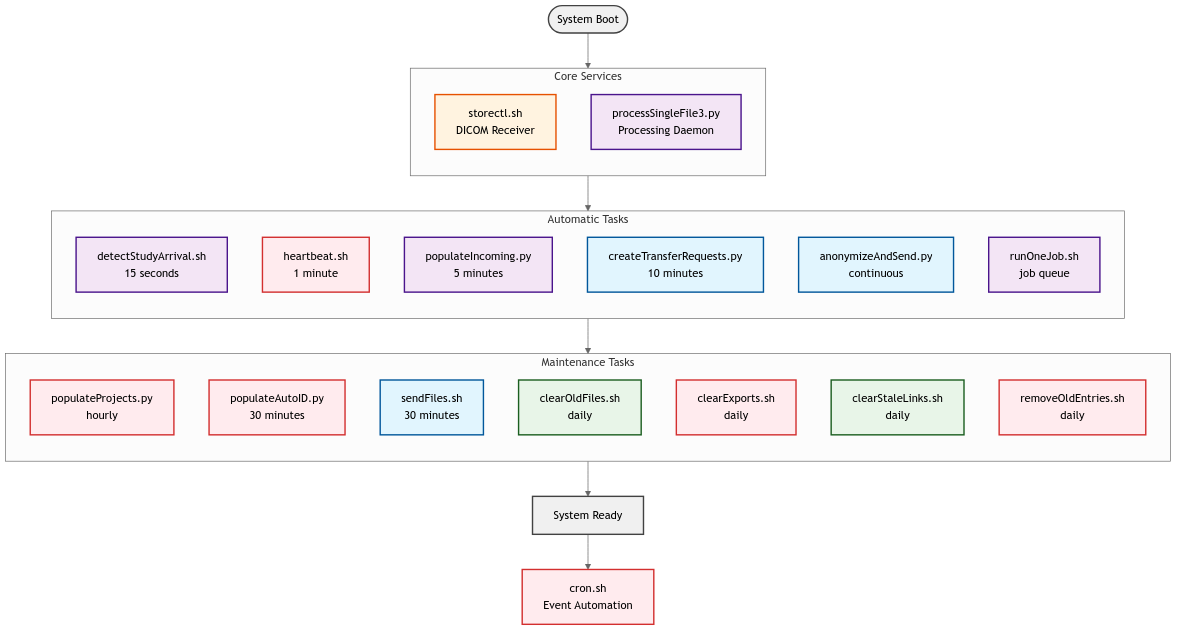 System Boot
Core Services
storectl.sh
DICOM Receiver
processSingleFile3.py
Processing Daemon
Automatic Tasks
detectStudyArrival.sh
15 seconds
heartbeat.sh
1 minute
populateIncoming.py
5 minutes
createTransferRequests.py
10 minutes
anonymizeAndSend.py
continuous
runOneJob.sh
job queue
Maintenance Tasks
populateProjects.py
hourly
populateAutoID.py
30 minutes
sendFiles.sh
30 minutes
clearOldFiles.sh
daily
clearExports.sh
daily
clearStaleLinks.sh
daily
removeOldEntries.sh
daily
System Ready
cron.sh
Event Automation